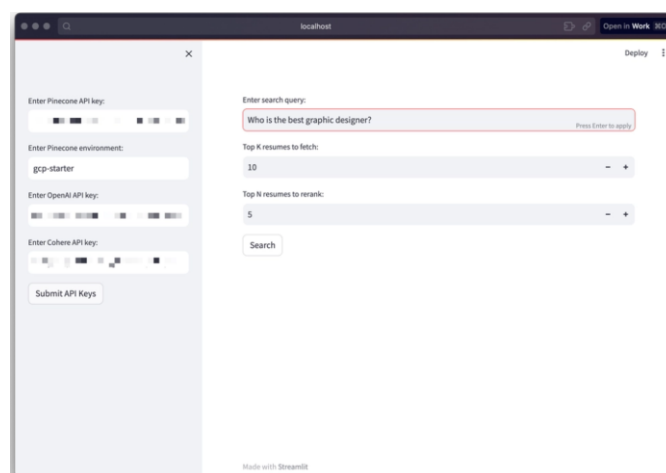 localhost
Open in Work ⌘O
Deploy
Enter Pinecone API key:
Enter Pinecone environment:
gcp-starter
Enter OpenAI API key:
Enter Cohere API key:
Submit API Keys
Enter search query:
Who is the best graphic designer?
Press Enter to apply
Top K resumes to fetch:
10
Top N resumes to rerank:
5
Search
Made with Streamlit